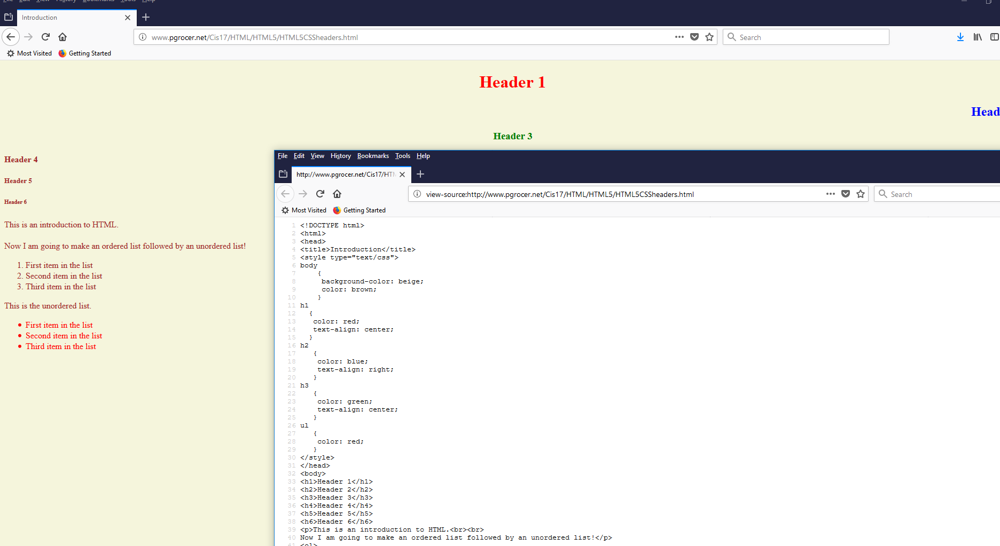 File Edit View History Bookmarks Tools Help
Introduction
www.pgrocer.net/Cis17/HTML/HTML5/HTML5CSSheaders.html
Search
Most Visited Getting Started
Header 1
Head
Header 3
Header 4
Header 5
Header 6
This is an introduction to HTML.
Now I am going to make an ordered list followed by an unordered list!
1. First item in the list
2. Second item in the list
3. Third item in the list
This is the unordered list.
• First item in the list
• Second item in the list
• Third item in the list
File Edit View History Bookmarks Tools Help
http://www.pgrocer.net/Cis17/HTM
view-source:http://www.pgrocer.net/Cis17/HTML/HTML5/HTML5CSSheaders.html
Search
Most Visited Getting Started
1 <!DOCTYPE html>
2 <html>
3 <head>
4 <title>Introduction</title>
5 <style type="text/css">
6 body
7 {
8 background-color: beige;
9 color: brown;
10 }
11 h1
12 {
13 color: red;
14 text-align: center;
15 }
16 h2
17 {
18 color: blue;
19 text-align: right;
20 }
21 h3
22 {
23 color: green;
24 text-align: center;
25 }
26 ul
27 {
28 color: red;
29 }
30 </style>
31 </head>
32 <body>
33 <h1>Header 1</h1>
34 <h2>Header 2</h2>
35 <h3>Header 3</h3>
36 <h4>Header 4</h4>
37 <h5>Header 5</h5>
38 <h6>Header 6</h6>
39 <p>This is an introduction to HTML.<br><br>
40 Now I am going to make an ordered list followed by an unordered list!</p>
41 <ol>